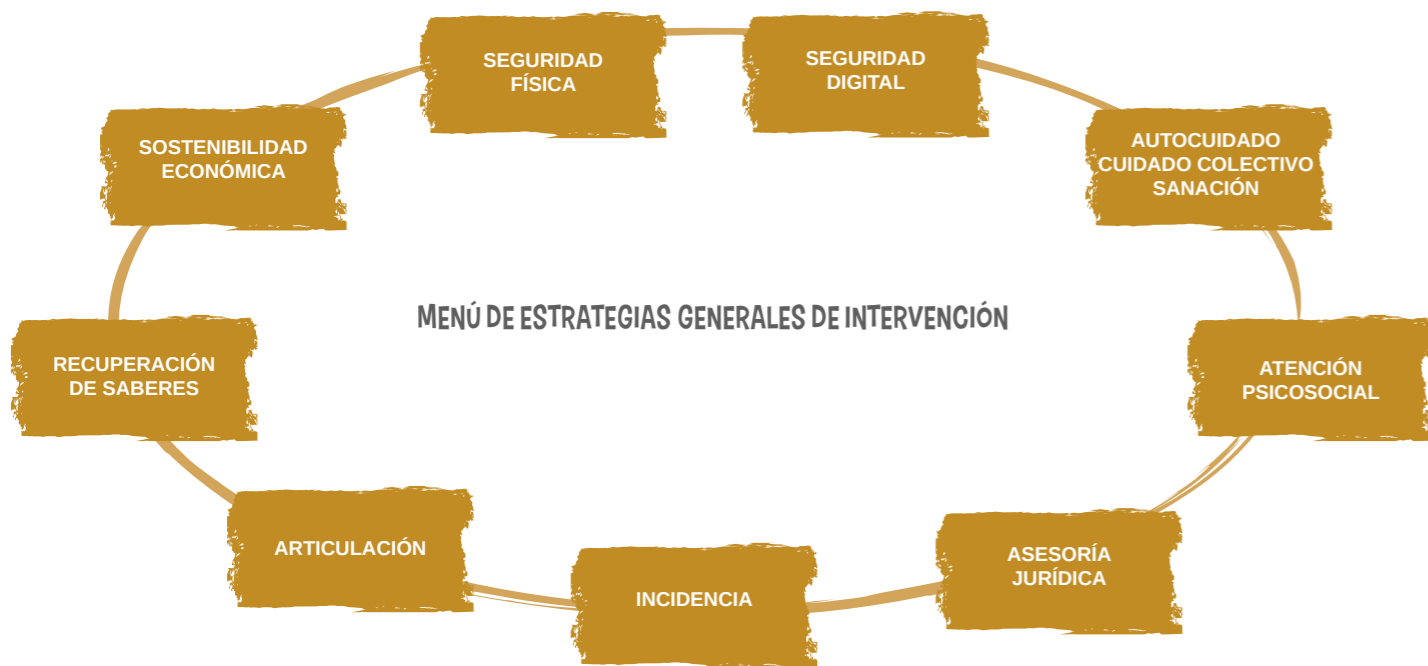 SEGURIDAD
FÍSICA
SEGURIDAD
DIGITAL
SOSTENIBILIDAD
ECONÓMICA
AUTOCUIDADO
CUIDADO COLECTIVO
SANACIÓN
MENÚ DE ESTRATEGIAS GENERALES DE INTERVENCIÓN
RECUPERACIÓN
DE SABERES
ATENCIÓN
PSICOSOCIAL
ARTICULACIÓN
INCIDENCIA
ASESORÍA
JURÍDICA